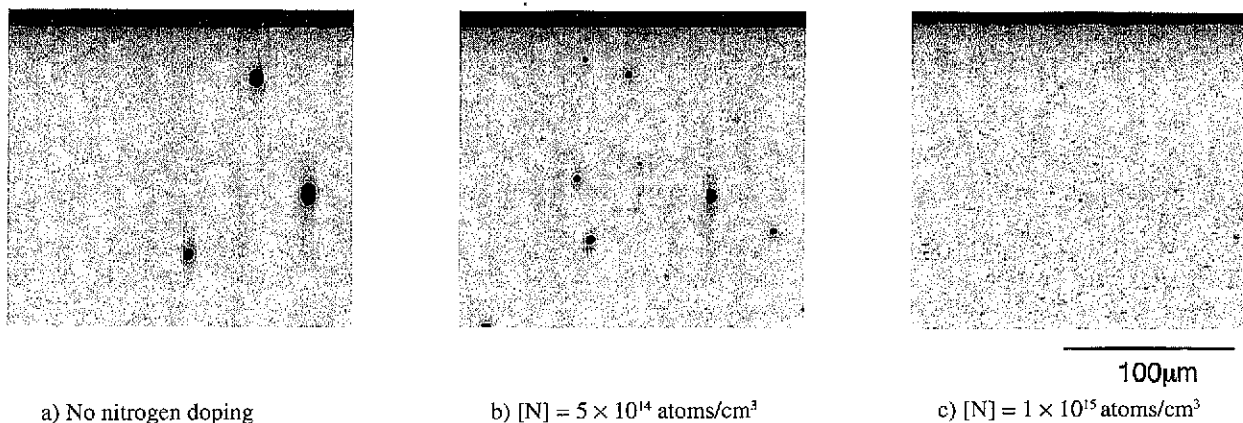 100μm
a) No nitrogen doping
b) [N] = 5 × 10¹⁴ atoms/cm³
c) [N] = 1 × 10¹⁵ atoms/cm³